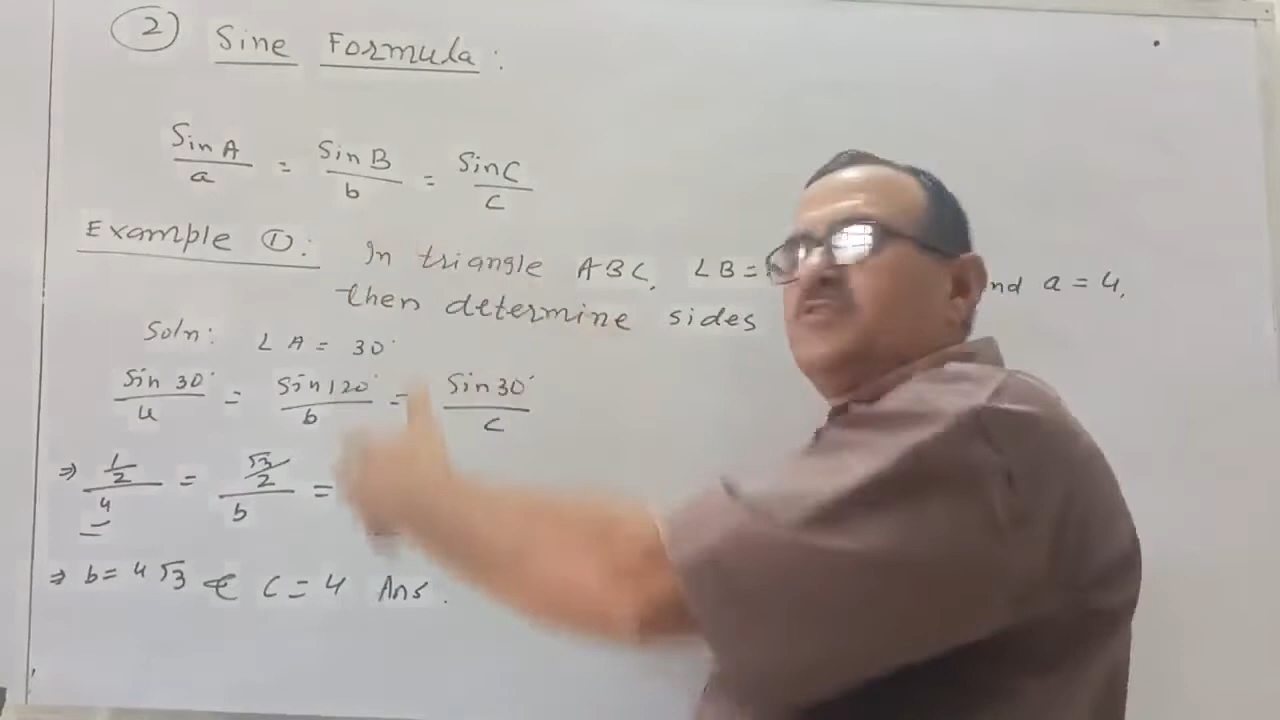 2) Sine Formula:
Sin A / a = Sin B / b = Sin C / c
Example ①: In triangle ABC, ∠B= nd a = 4,
then determine sides
Soln: ∠A = 30°
Sin 30° / 4 = Sin 120° / b = Sin 30° / c
⇒ 1/2 / 4 = √3/2 / b =
⇒ b = 4√3 & c = 4 Ans.